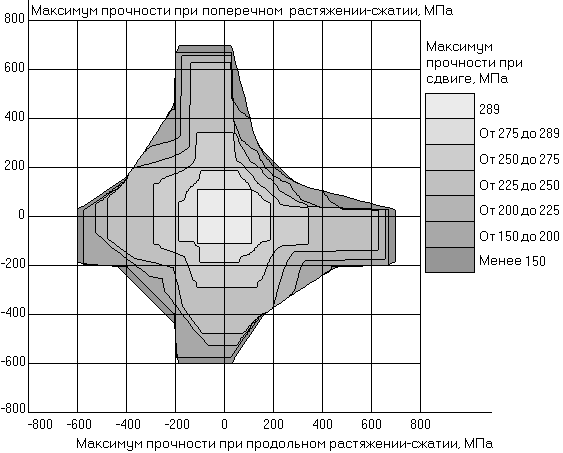 Максимум прочности при поперечном растяжении-сжатии, МПа
800
600
400
200
0
-200
-400
-600
-800
-800 -600 -400 -200 0 200 400 600 800
Максимум прочности при продольном растяжении-сжатии, МПа
Максимум
прочности при
сдвиге, МПа
289
От 275 до 289
От 250 до 275
От 225 до 250
От 200 до 225
От 150 до 200
Менее 150